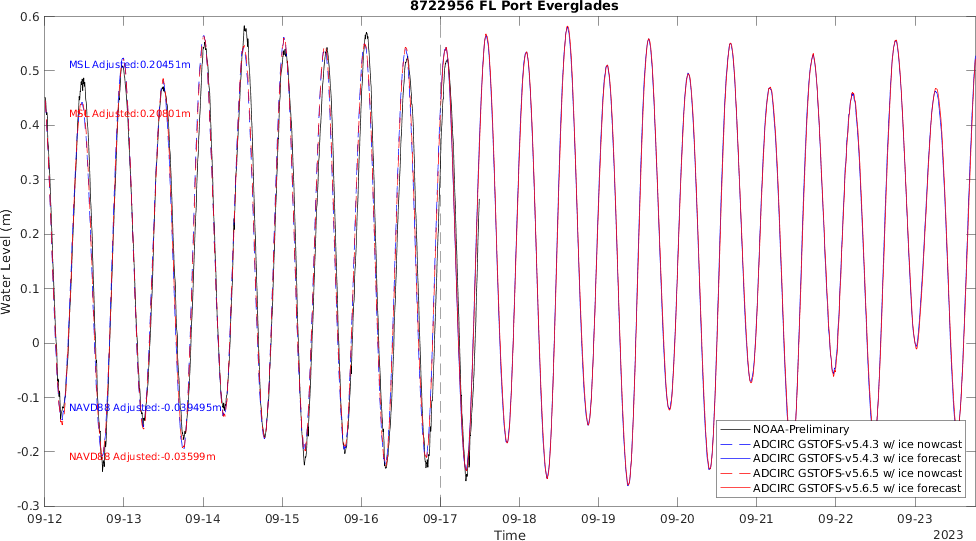 8722956 FL Port Everglades
0.6
0.5
0.4
0.3
0.2
0.1
0
-0.1
-0.2
-0.3
Water Level (m)
MSL Adjusted:0.20451m
MSL Adjusted:0.20801m
NAVD88 Adjusted:-0.039495m
NAVD88 Adjusted:-0.03599m
NOAA-Preliminary
ADCIRC GSTOFS-v5.4.3 w/ ice nowcast
ADCIRC GSTOFS-v5.4.3 w/ ice forecast
ADCIRC GSTOFS-v5.6.5 w/ ice nowcast
ADCIRC GSTOFS-v5.6.5 w/ ice forecast
09-12 09-13 09-14 09-15 09-16 09-17 09-18 09-19 09-20 09-21 09-22 09-23
Time
2023